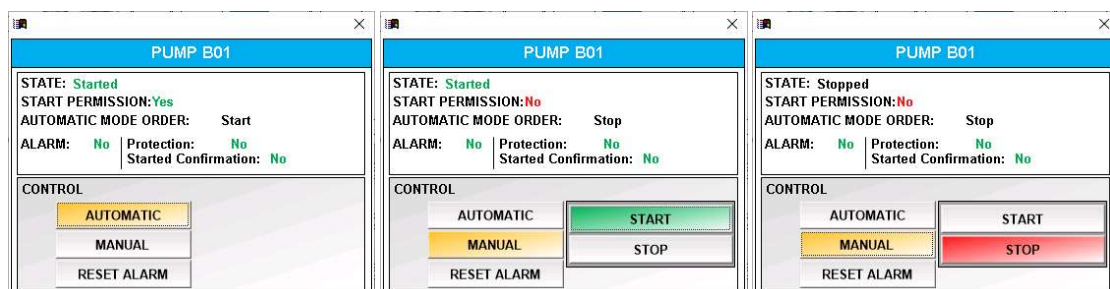 PUMP B01
STATE: Started
START PERMISSION:Yes
AUTOMATIC MODE ORDER: Start
ALARM: No Protection: No
Started Confirmation: No
CONTROL
AUTOMATIC
MANUAL
RESET ALARM
PUMP B01
STATE: Started
START PERMISSION:No
AUTOMATIC MODE ORDER: Stop
ALARM: No Protection: No
Started Confirmation: No
CONTROL
AUTOMATIC START
MANUAL STOP
RESET ALARM
PUMP B01
STATE: Stopped
START PERMISSION:No
AUTOMATIC MODE ORDER: Stop
ALARM: No Protection: No
Started Confirmation: No
CONTROL
AUTOMATIC START
MANUAL STOP
RESET ALARM